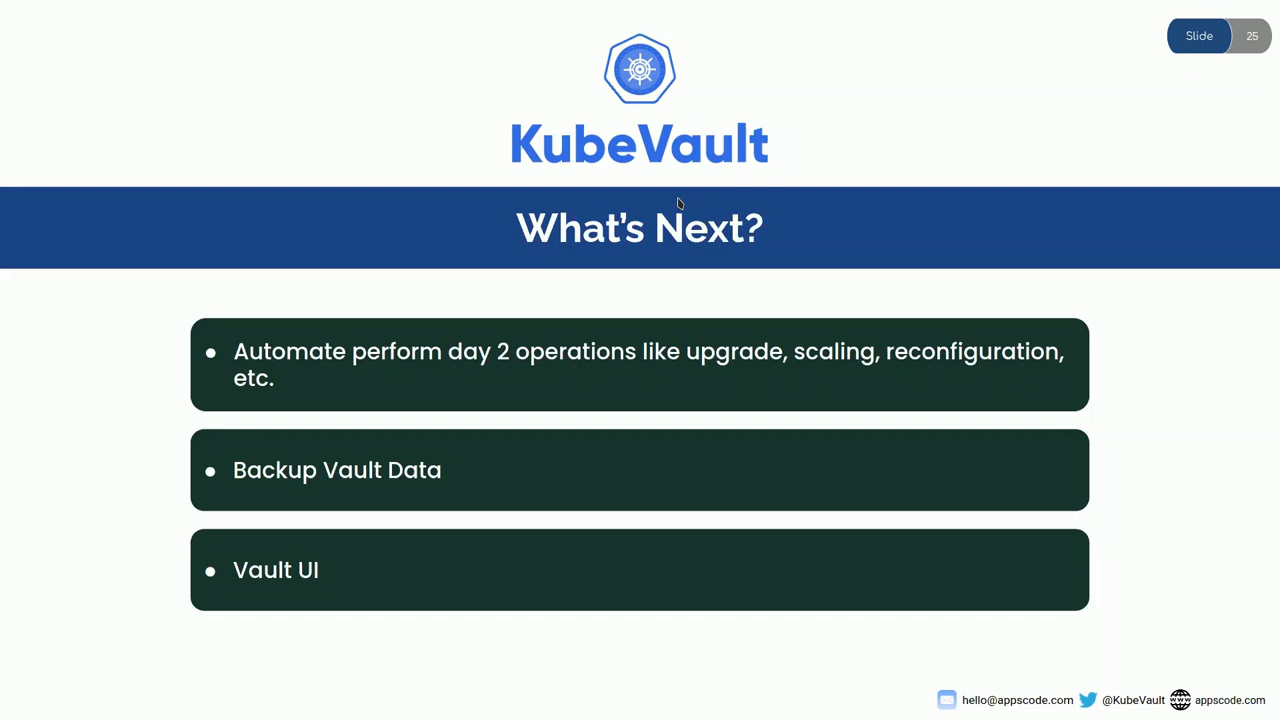 Slide 25
KubeVault
What's Next?
● Automate perform day 2 operations like upgrade, scaling, reconfiguration,
etc.
● Backup Vault Data
● Vault UI
hello@appscode.com @KubeVault appscode.com